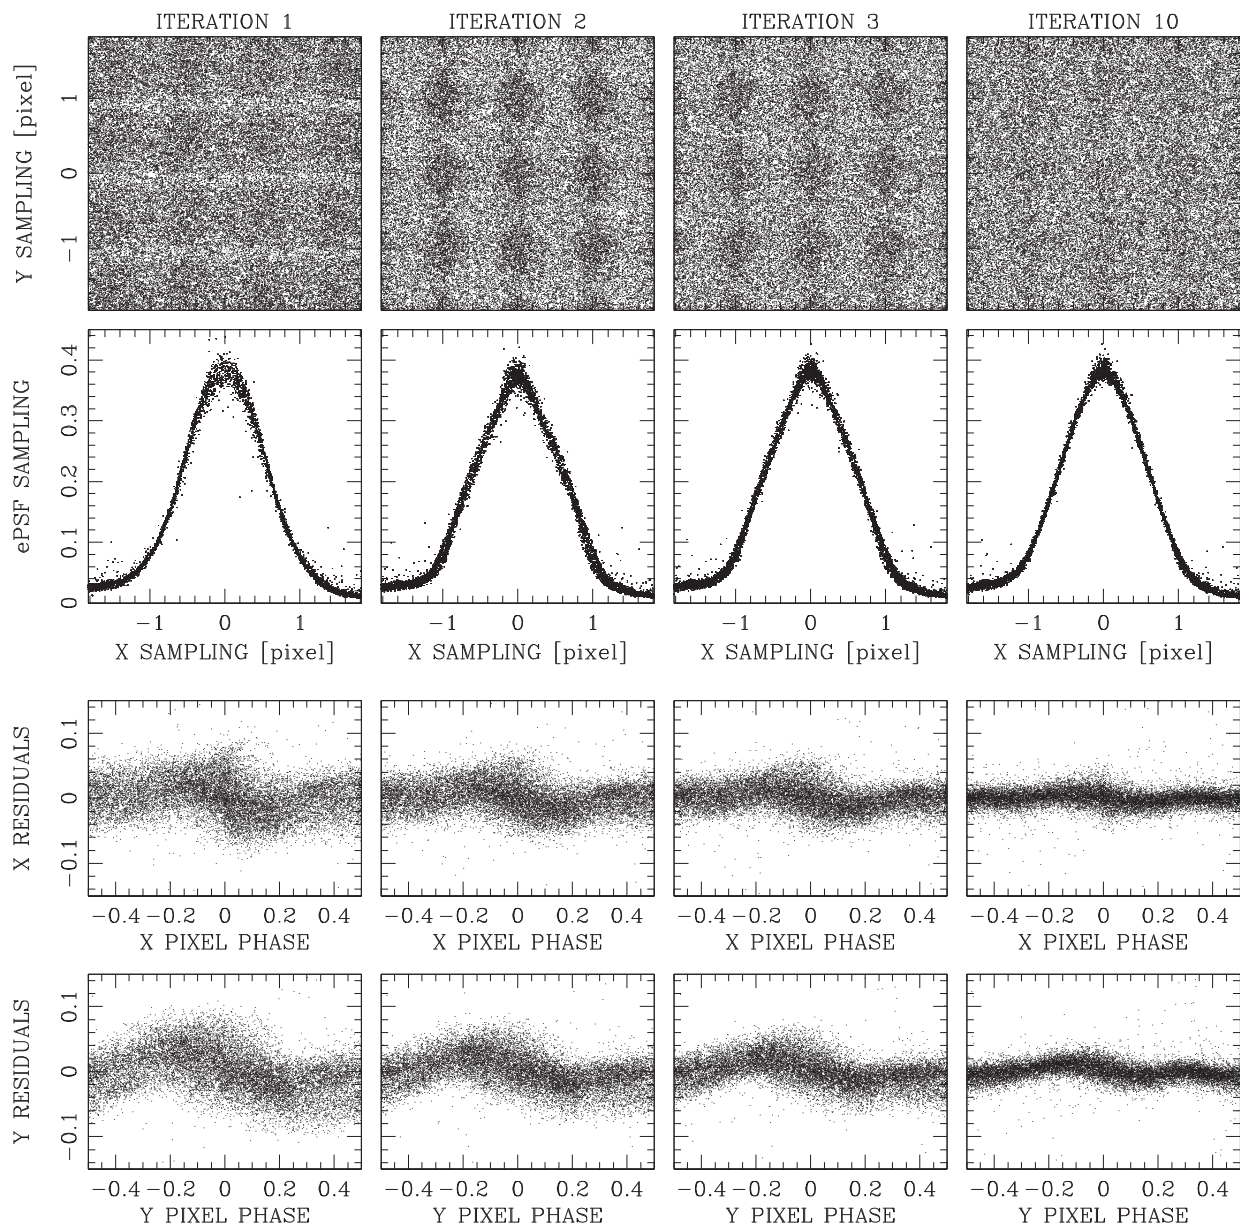 ITERATION 1 ITERATION 2 ITERATION 3 ITERATION 10
Y SAMPLING [pixel]
1
0
−1
ePSF SAMPLING
0.4
0.3
0.2
0.1
0
−1 0 1 −1 0 1 −1 0 1 −1 0 1
X SAMPLING [pixel] X SAMPLING [pixel] X SAMPLING [pixel] X SAMPLING [pixel]
X RESIDUALS
0.1
0
−0.1
−0.4 −0.2 0 0.2 0.4 −0.4 −0.2 0 0.2 0.4 −0.4 −0.2 0 0.2 0.4 −0.4 −0.2 0 0.2 0.4
X PIXEL PHASE X PIXEL PHASE X PIXEL PHASE X PIXEL PHASE
Y RESIDUALS
0.1
0
−0.1
−0.4 −0.2 0 0.2 0.4 −0.4 −0.2 0 0.2 0.4 −0.4 −0.2 0 0.2 0.4 −0.4 −0.2 0 0.2 0.4
Y PIXEL PHASE Y PIXEL PHASE Y PIXEL PHASE Y PIXEL PHASE